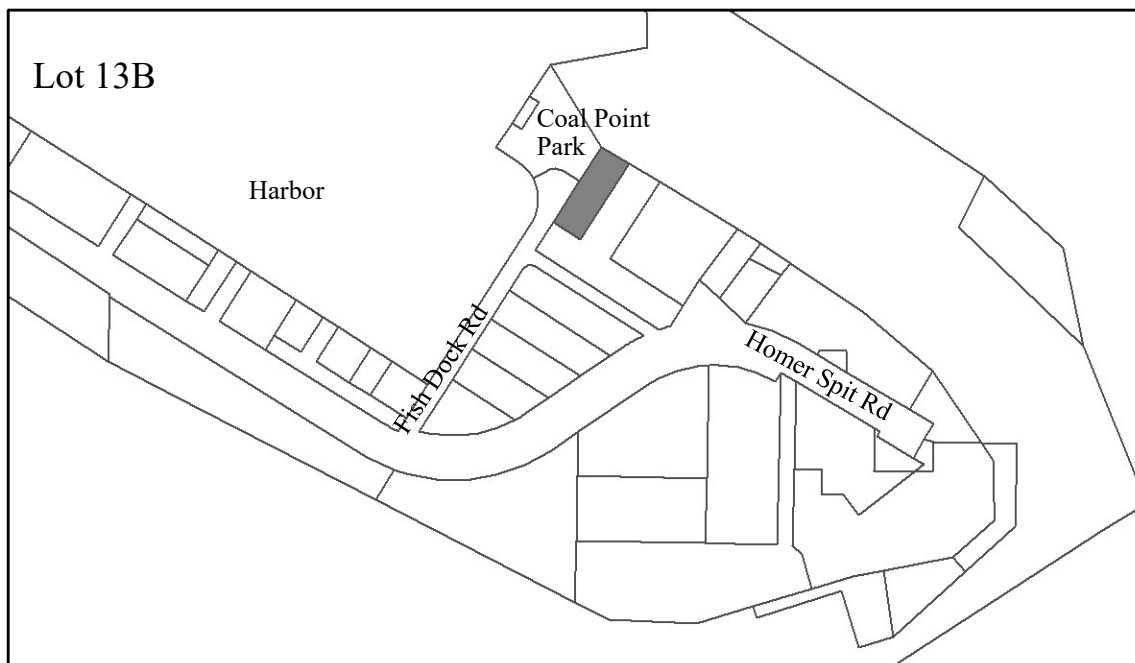 Lot 13B
Coal Point
Park
Harbor
Fish Dock Rd
Homer Spit Rd